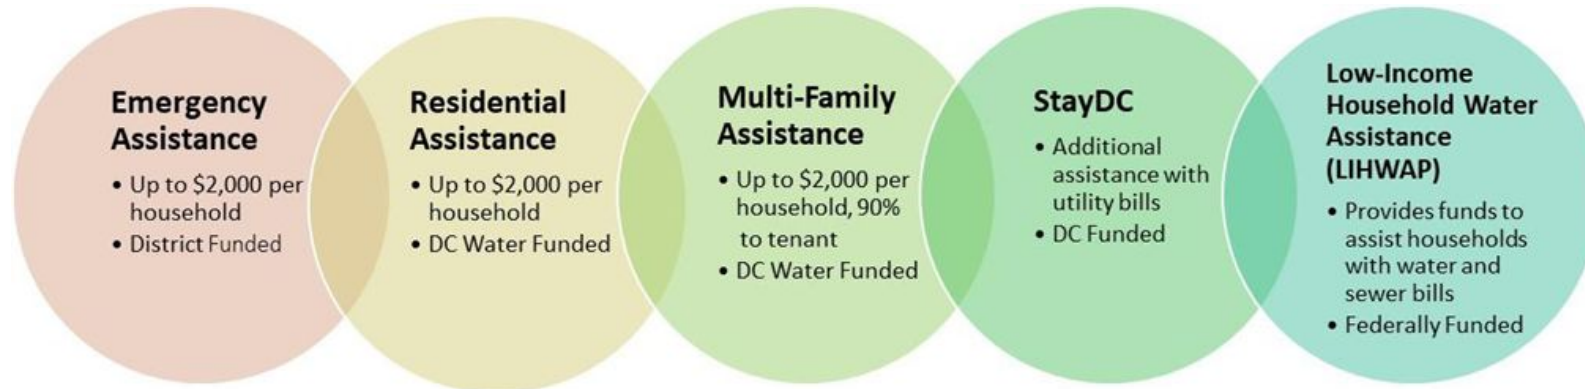 Emergency
Assistance
• Up to $2,000 per
household
• District Funded
Residential
Assistance
• Up to $2,000 per
household
• DC Water Funded
Multi-Family
Assistance
• Up to $2,000 per
household, 90%
to tenant
• DC Water Funded
StayDC
• Additional
assistance with
utility bills
• DC Funded
Low-Income
Household Water
Assistance
(LIHWAP)
• Provides funds to
assist households
with water and
sewer bills
• Federally Funded